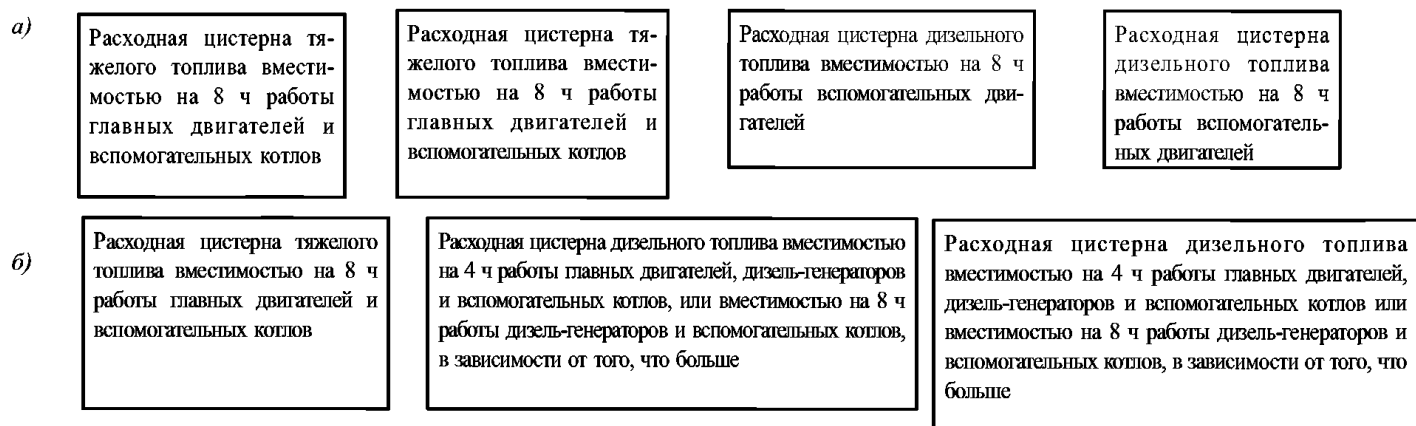 а)
Расходная цистерна тя-
желого топлива вмести-
мостью на 8 ч работы
главных двигателей и
вспомогательных котлов
Расходная цистерна тя-
желого топлива вмести-
мостью на 8 ч работы
главных двигателей и
вспомогательных котлов
Расходная цистерна дизельного
топлива вместимостью на 8 ч
работы вспомогательных дви-
гателей
Расходная цистерна
дизельного топлива
вместимостью на 8 ч
работы вспомогатель-
ных двигателей
б)
Расходная цистерна тяжелого
топлива вместимостью на 8 ч
работы главных двигателей и
вспомогательных котлов
Расходная цистерна дизельного топлива вместимостью
на 4 ч работы главных двигателей, дизель-генераторов
и вспомогательных котлов, или вместимостью на 8 ч
работы дизель-генераторов и вспомогательных котлов,
в зависимости от того, что больше
Расходная цистерна дизельного топлива
вместимостью на 4 ч работы главных двигателей,
дизель-генераторов и вспомогательных котлов или
вместимостью на 8 ч работы дизель-генераторов и
вспомогательных котлов, в зависимости от того, что
больше